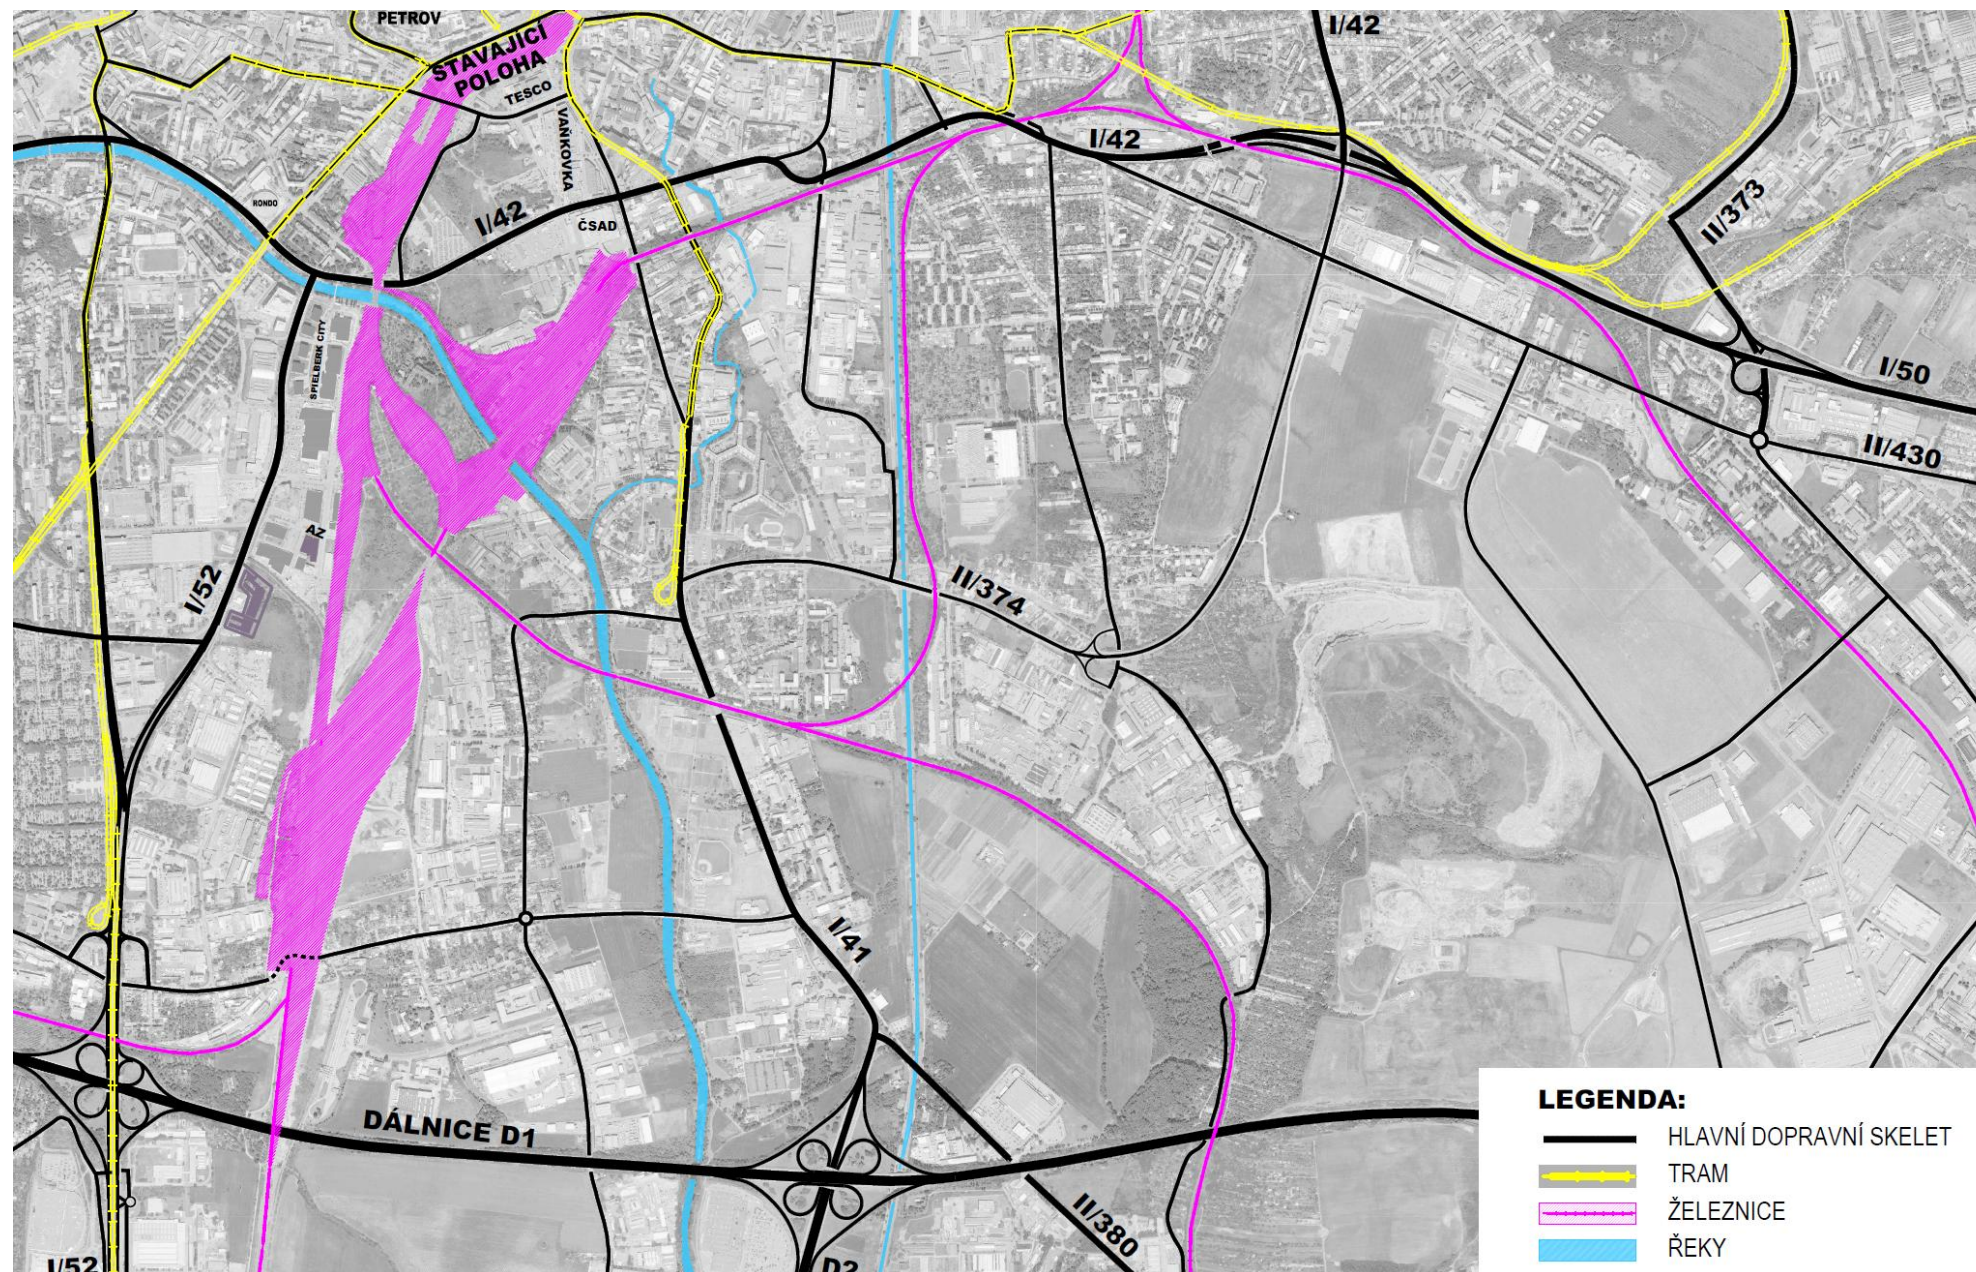 PETROV
STÁVAJÍCÍ
POLOHA
TESCO
VAŇKOVKA
I/42
I/42
I/42
II/373
RONDO
ČSAD
I/50
SPIELBERK CITY
II/430
AZ
I/52
II/374
I/41
DÁLNICE D1
II/380
I/52
D2
LEGENDA:
HLAVNÍ DOPRAVNÍ SKELET
TRAM
ŽELEZNICE
ŘEKY